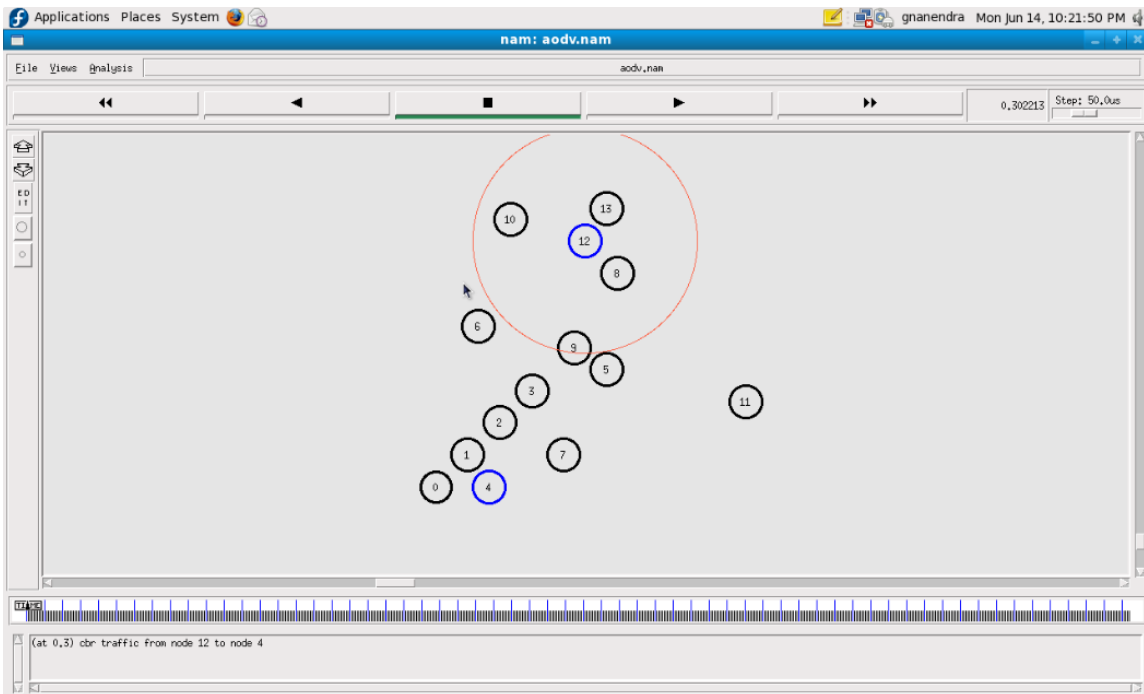 Applications Places System gnanendra Mon Jun 14, 10:21:50 PM
nam: aodv.nam
File Views Analysis aodv.nam
0.302213 Step: 50.0us
E D
I T
10
13
12
8
6
9
5
3
11
2
1
7
0
4
TIME
(at 0.3) cbr traffic from node 12 to node 4